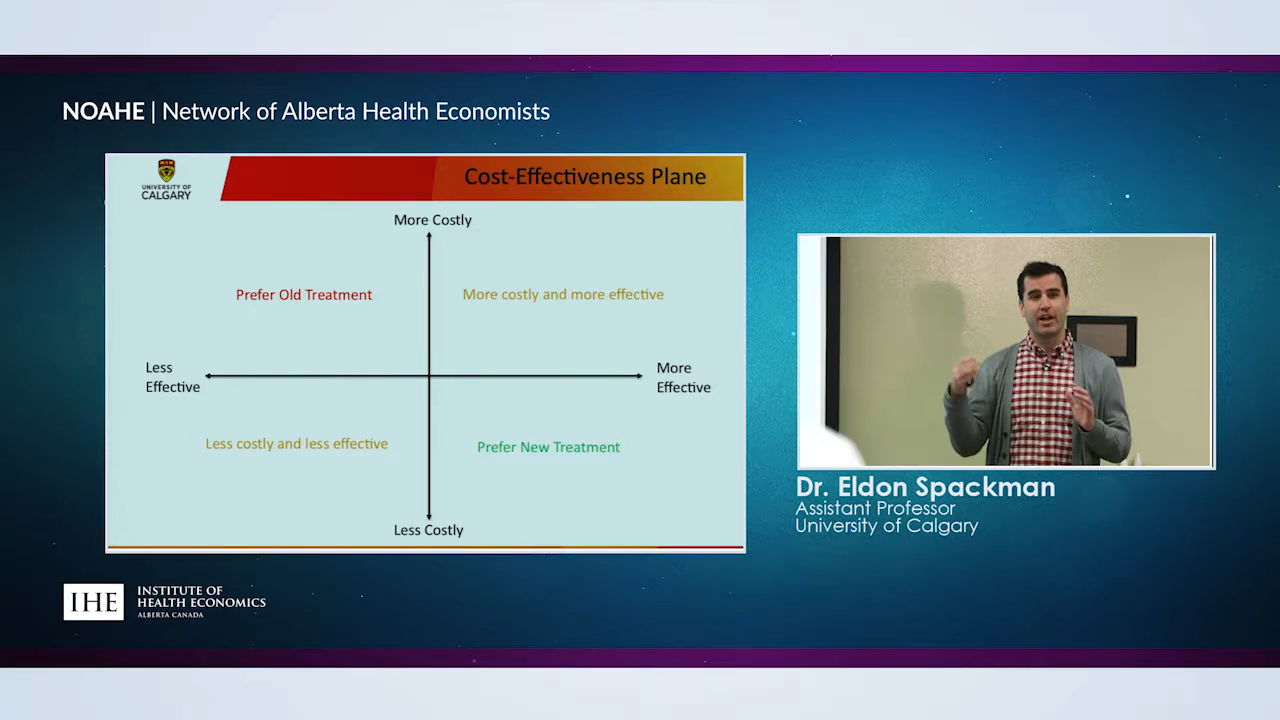 NOAHE | Network of Alberta Health Economists
UNIVERSITY OF
CALGARY
Cost-Effectiveness Plane
More Costly
Prefer Old Treatment
More costly and more effective
Less
Effective
More
Effective
Less costly and less effective
Prefer New Treatment
Less Costly
Dr. Eldon Spackman
Assistant Professor
University of Calgary
IHE
INSTITUTE OF
HEALTH ECONOMICS
ALBERTA CANADA